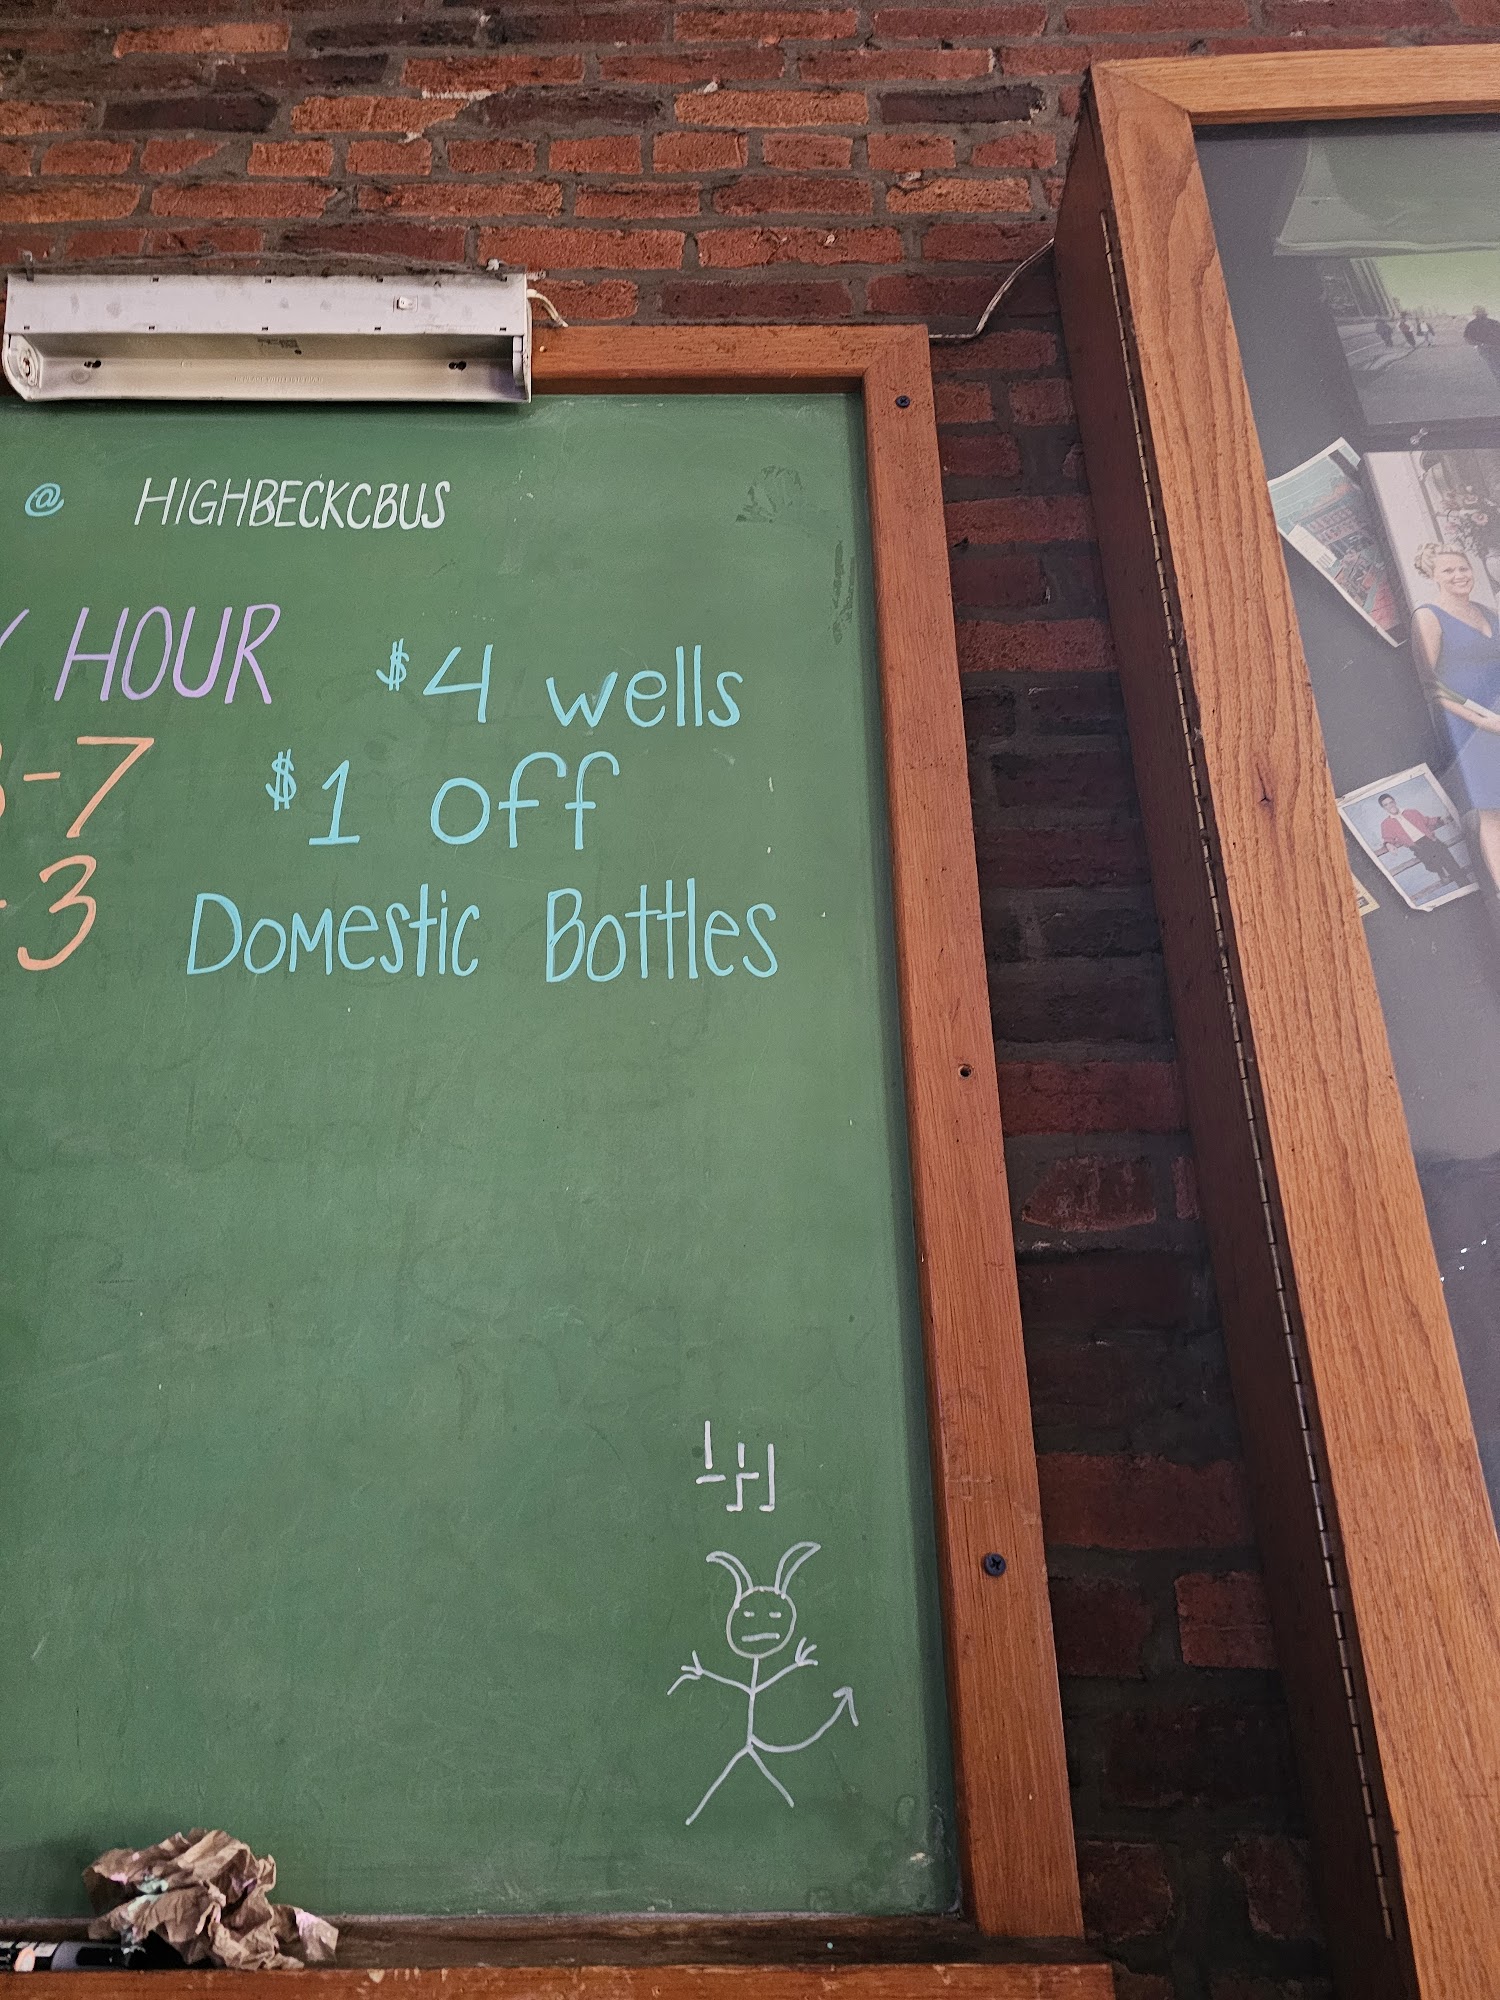 @ HIGHBECKCBUS
HOUR $4 wells
-7 $1 off
3 Domestic Bottles